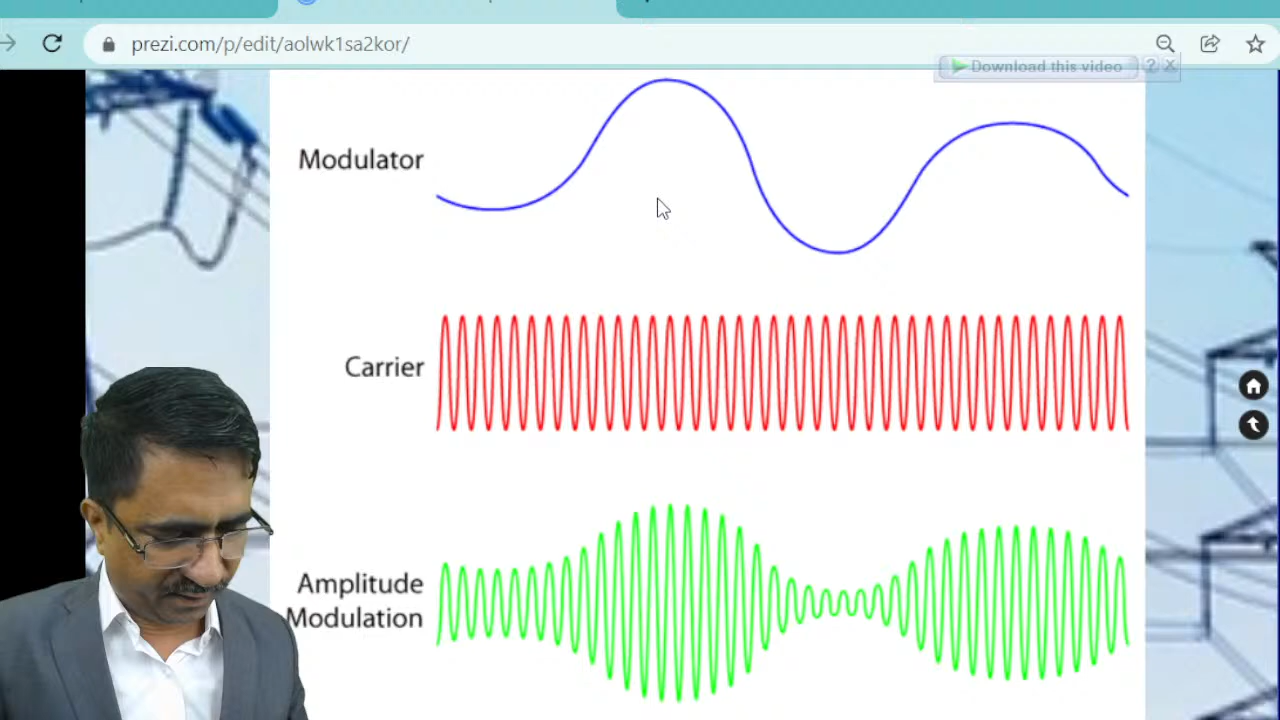 prezi.com/p/edit/aolwk1sa2kor/
Download this video ? X
Modulator
Carrier
Amplitude
Modulation